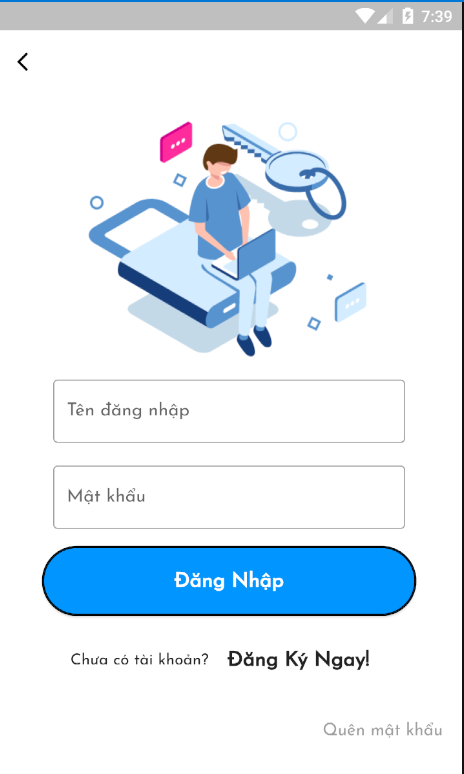 7:39
Tên đăng nhập
Mật khẩu
Đăng Nhập
Chưa có tài khoản? Đăng Ký Ngay!
Quên mật khẩu